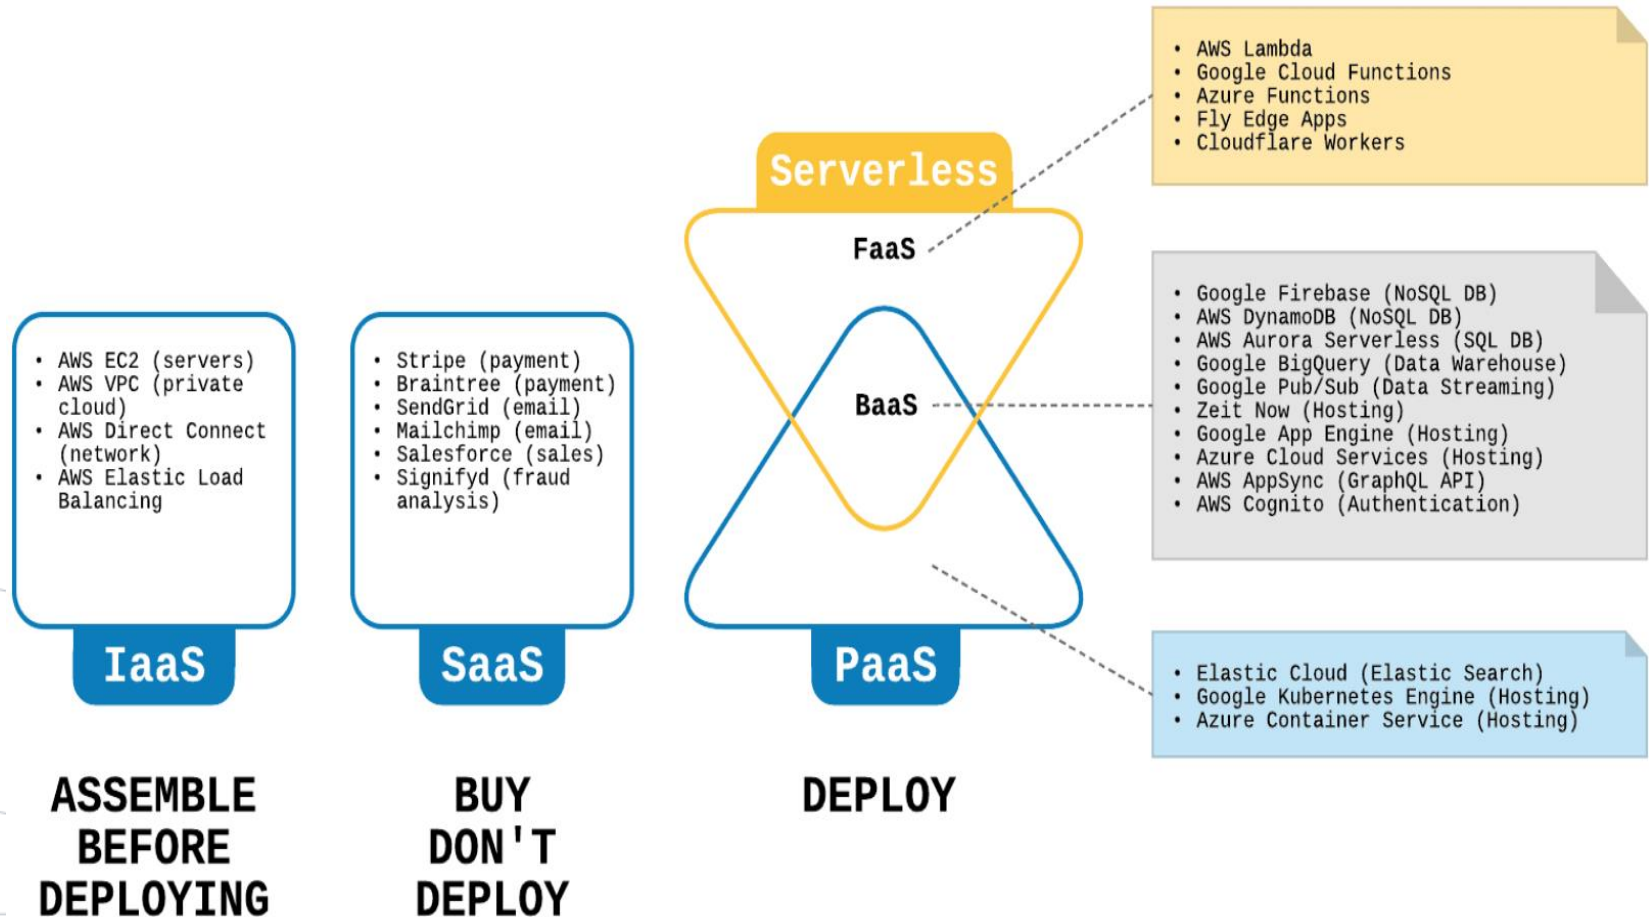 • AWS Lambda
• Google Cloud Functions
• Azure Functions
• Fly Edge Apps
• Cloudflare Workers
Serverless
FaaS
BaaS
• Google Firebase (NoSQL DB)
• AWS DynamoDB (NoSQL DB)
• AWS Aurora Serverless (SQL DB)
• Google BigQuery (Data Warehouse)
• Google Pub/Sub (Data Streaming)
• Zeit Now (Hosting)
• Google App Engine (Hosting)
• Azure Cloud Services (Hosting)
• AWS AppSync (GraphQL API)
• AWS Cognito (Authentication)
• AWS EC2 (servers)
• AWS VPC (private
cloud)
• AWS Direct Connect
(network)
• AWS Elastic Load
Balancing
• Stripe (payment)
• Braintree (payment)
• SendGrid (email)
• Mailchimp (email)
• Salesforce (sales)
• Signifyd (fraud
analysis)
IaaS
SaaS
PaaS
• Elastic Cloud (Elastic Search)
• Google Kubernetes Engine (Hosting)
• Azure Container Service (Hosting)
ASSEMBLE
BEFORE
DEPLOYING
BUY
DON'T
DEPLOY
DEPLOY